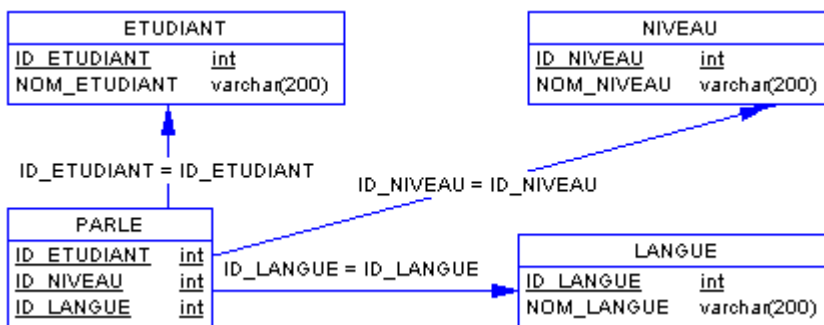 ETUDIANT
ID_ETUDIANT int
NOM_ETUDIANT varchar(200)
NIVEAU
ID_NIVEAU int
NOM_NIVEAU varchar(200)
ID_ETUDIANT = ID_ETUDIANT
ID_NIVEAU = ID_NIVEAU
PARLE
ID_ETUDIANT int
ID_NIVEAU int
ID_LANGUE int
ID_LANGUE = ID_LANGUE
LANGUE
ID_LANGUE int
NOM_LANGUE varchar(200)